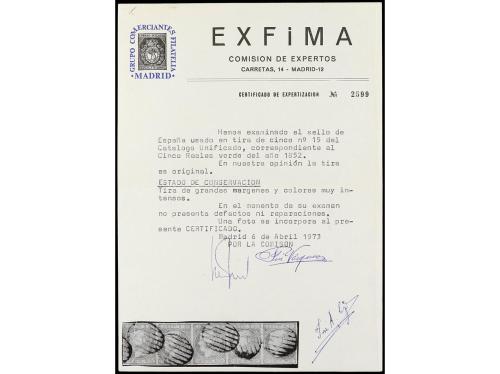 GRUPO COMERCIANTES FILATELIA
·MADRID·
EXFiMA
COMISION DE EXPERTOS
CARRETAS, 14 - MADRID-12
CERTIFICADO DE EXPERTIZACION № 2599
Hemos examinado el sello de
España usado en tira de cinco nº 15 del
Catalogo Unificado, correspondiente al
Cinco Reales verde del año 1852.
En nuestra opinión la tira
es original.
ESTADO DE CONSERVACION
Tira de grandes margenes y colores muy in-
tensos.
En el momento de su examen
no presenta defectos ni reparaciones.
Una foto se incorpora al pre-
sente CERTIFICADO.
Madrid 6 de Abril 1973
POR LA COMISON